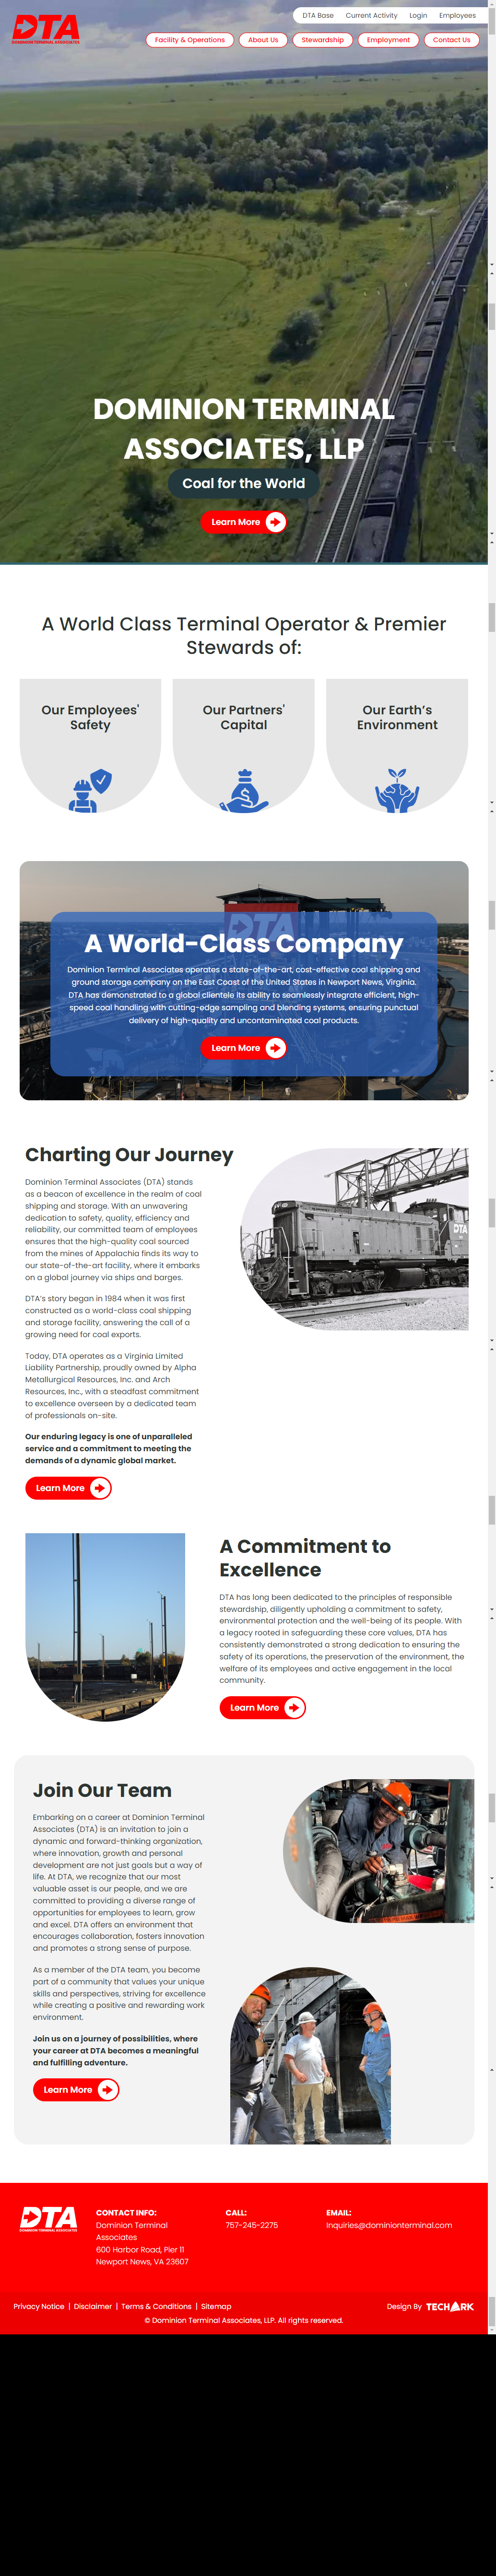 DTA
DOMINION TERMINAL ASSOCIATES
DTA Base Current Activity Login Employees
Facility & Operations About Us Stewardship Employment Contact Us
DOMINION TERMINAL
ASSOCIATES, LLP
Coal for the World
Learn More
A World Class Terminal Operator & Premier
Stewards of:
Our Employees'
Safety
Our Partners'
Capital
Our Earth's
Environment
DTA
A World-Class Company
Dominion Terminal Associates operates a state-of-the-art, cost-effective coal shipping and
ground storage company on the East Coast of the United States in Newport News, Virginia.
DTA has demonstrated to a global clientele its ability to seamlessly integrate efficient, high-
speed coal handling with cutting-edge sampling and blending systems, ensuring punctual
delivery of high-quality and uncontaminated coal products.
Learn More
Charting Our Journey
Dominion Terminal Associates (DTA) stands
as a beacon of excellence in the realm of coal
shipping and storage. With an unwavering
dedication to safety, quality, efficiency and
reliability, our committed team of employees
ensures that the high-quality coal sourced
from the mines of Appalachia finds its way to
our state-of-the-art facility, where it embarks
on a global journey via ships and barges.
DTA's story began in 1984 when it was first
constructed as a world-class coal shipping
and storage facility, answering the call of a
growing need for coal exports.
Today, DTA operates as a Virginia Limited
Liability Partnership, proudly owned by Alpha
Metallurgical Resources, Inc. and Arch
Resources, Inc., with a steadfast commitment
to excellence overseen by a dedicated team
of professionals on-site.
Our enduring legacy is one of unparalleled
service and a commitment to meeting the
demands of a dynamic global market.
Learn More
DTA
A Commitment to
Excellence
DTA has long been dedicated to the principles of responsible
stewardship, diligently upholding a commitment to safety,
environmental protection and the well-being of its people. With
a legacy rooted in safeguarding these core values, DTA has
consistently demonstrated a strong dedication to ensuring the
safety of its operations, the preservation of the environment, the
welfare of its employees and active engagement in the local
community.
Learn More
Join Our Team
Embarking on a career at Dominion Terminal
Associates (DTA) is an invitation to join a
dynamic and forward-thinking organization,
where innovation, growth and personal
development are not just goals but a way of
life. At DTA, we recognize that our most
valuable asset is our people, and we are
committed to providing a diverse range of
opportunities for employees to learn, grow
and excel. DTA offers an environment that
encourages collaboration, fosters innovation
and promotes a strong sense of purpose.
As a member of the DTA team, you become
part of a community that values your unique
skills and perspectives, striving for excellence
while creating a positive and rewarding work
environment.
Join us on a journey of possibilities, where
your career at DTA becomes a meaningful
and fulfilling adventure.
Learn More
DTA
DOMINION TERMINAL ASSOCIATES
CONTACT INFO:
Dominion Terminal
Associates
600 Harbor Road, Pier 11
Newport News, VA 23607
CALL:
757-245-2275
EMAIL:
Inquiries@dominionterminal.com
Privacy Notice | Disclaimer | Terms & Conditions | Sitemap
Design By TECHARK
© Dominion Terminal Associates, LLP. All rights reserved.